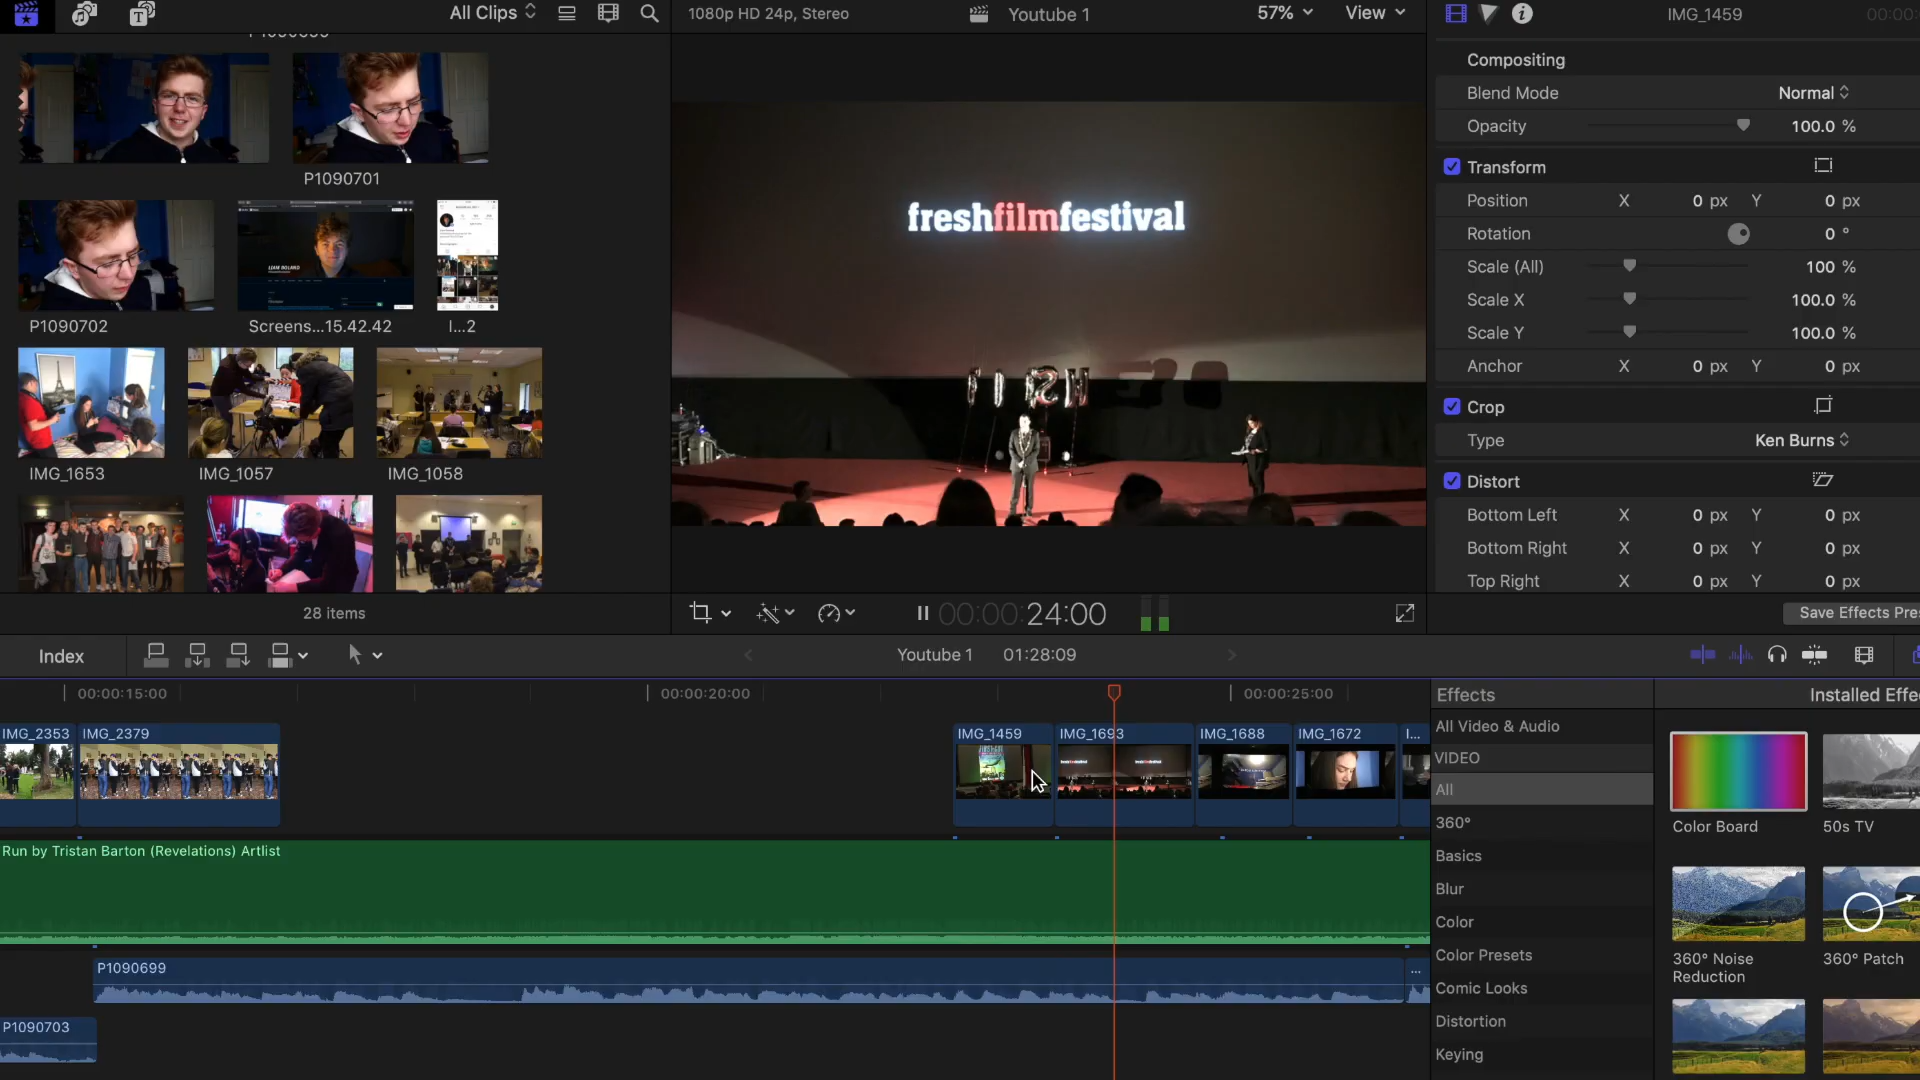 All Clips
1080p HD 24p, Stereo
Youtube 1
57%
View
IMG_1459
00:00:
P1090701
P1090702
Screens...15.42.42
I...2
IMG_1653
IMG_1057
IMG_1058
28 items
freshfilmfestival
Compositing
Blend Mode
Normal
Opacity
100.0 %
Transform
Position X 0 px Y 0 px
Rotation 0 °
Scale (All) 100 %
Scale X 100.0 %
Scale Y 100.0 %
Anchor X 0 px Y 0 px
Crop
Type Ken Burns
Distort
Bottom Left X 0 px Y 0 px
Bottom Right X 0 px Y 0 px
Top Right X 0 px Y 0 px
Save Effects Pre
00:00:24:00
Index
Youtube 1
01:28:09
00:00:15:00
00:00:20:00
00:00:25:00
IMG_2353
IMG_2379
IMG_1459
IMG_1693
IMG_1688
IMG_1672
I...
Run by Tristan Barton (Revelations) Artlist
P1090699
...
P1090703
Effects
Installed Effe
All Video & Audio
VIDEO
All
360°
Basics
Blur
Color
Color Presets
Comic Looks
Distortion
Keying
Color Board
50s TV
360° Noise
Reduction
360° Patch